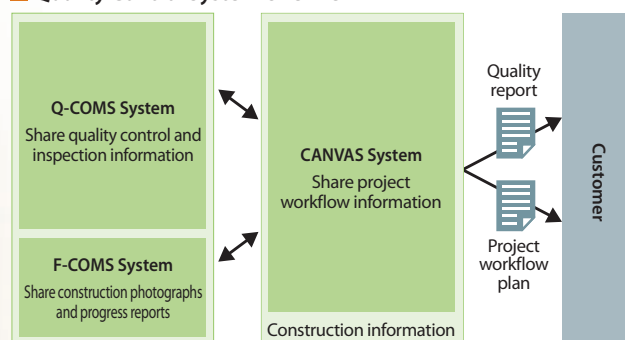 Q-COMS System
Share quality control and
inspection information
F-COMS System
Share construction photographs
and progress reports
CANVAS System
Share project
workflow information
Construction information
Quality
report
Project
workflow
plan
Customer